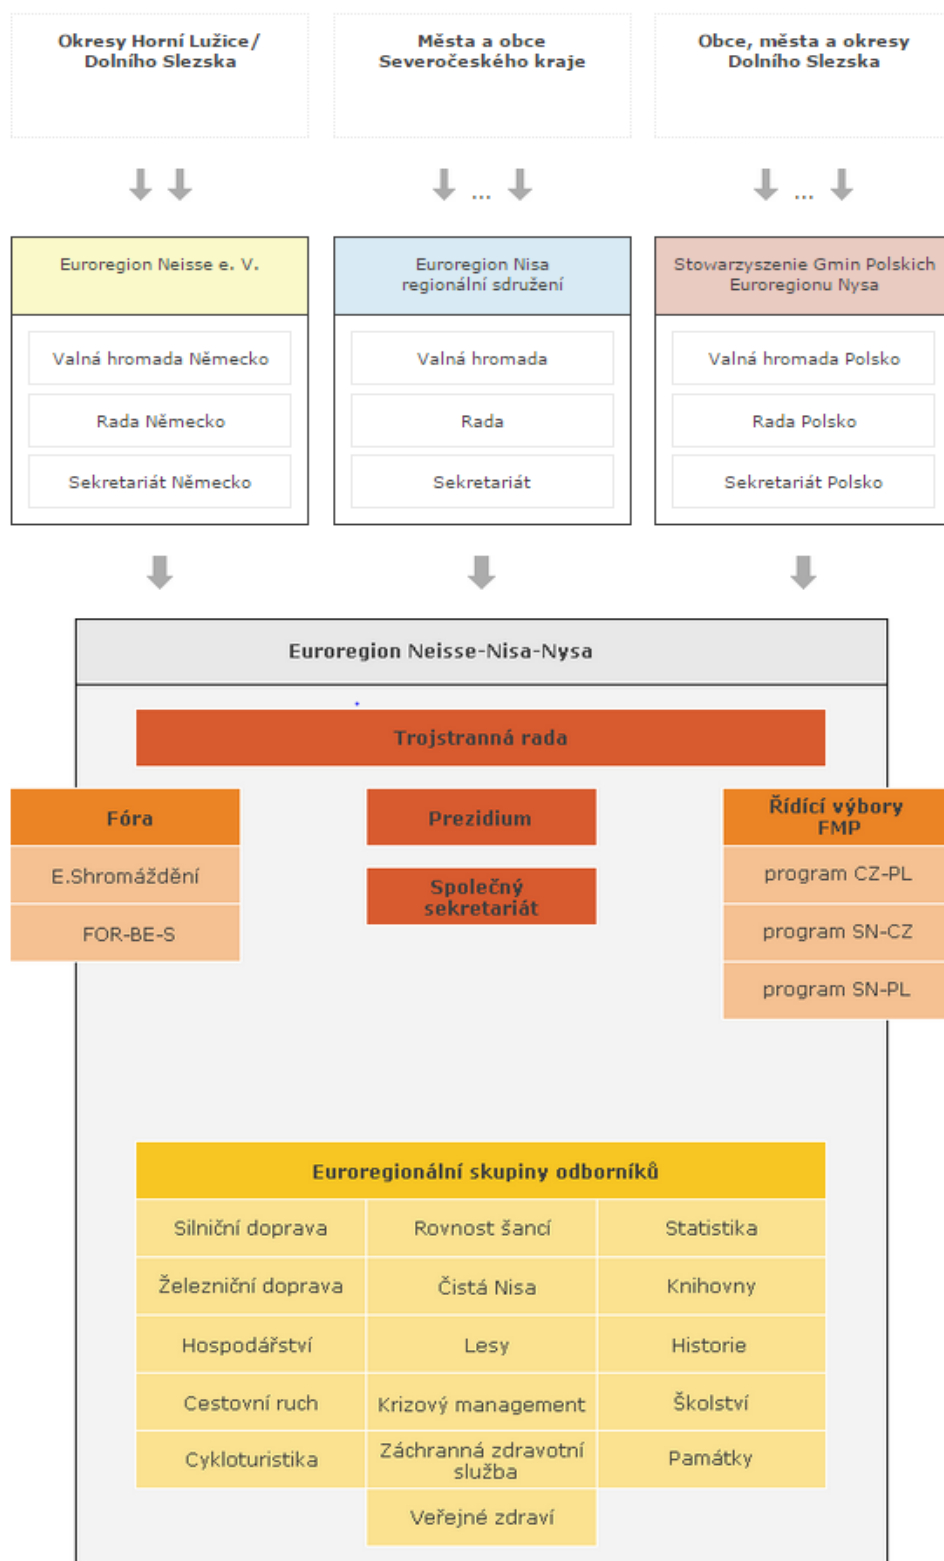 Okresy Horní Lužice/
Dolního Slezska
Města a obce
Severočeského kraje
Obce, města a okresy
Dolního Slezska
...
...
Euroregion Neisse e. V.
Euroregion Nisa
regionální sdružení
Stowarzyszenie Gmin Polskich
Euroregionu Nysa
Valná hromada Německo
Valná hromada
Valná hromada Polsko
Rada Německo
Rada
Rada Polsko
Sekretariát Německo
Sekretariát
Sekretariát Polsko
Euroregion Neisse-Nisa-Nysa
Trojstranná rada
Fóra
E.Shromáždění
FOR-BE-S
Prezidium
Společný
sekretariát
Řídící výbory
FMP
program CZ-PL
program SN-CZ
program SN-PL
Euroregionální skupiny odborníků
Silniční doprava
Rovnost šancí
Statistika
Železniční doprava
Čistá Nisa
Knihovny
Hospodářství
Lesy
Historie
Cestovní ruch
Krizový management
Školství
Cykloturistika
Záchranná zdravotní
služba
Památky
Veřejné zdraví